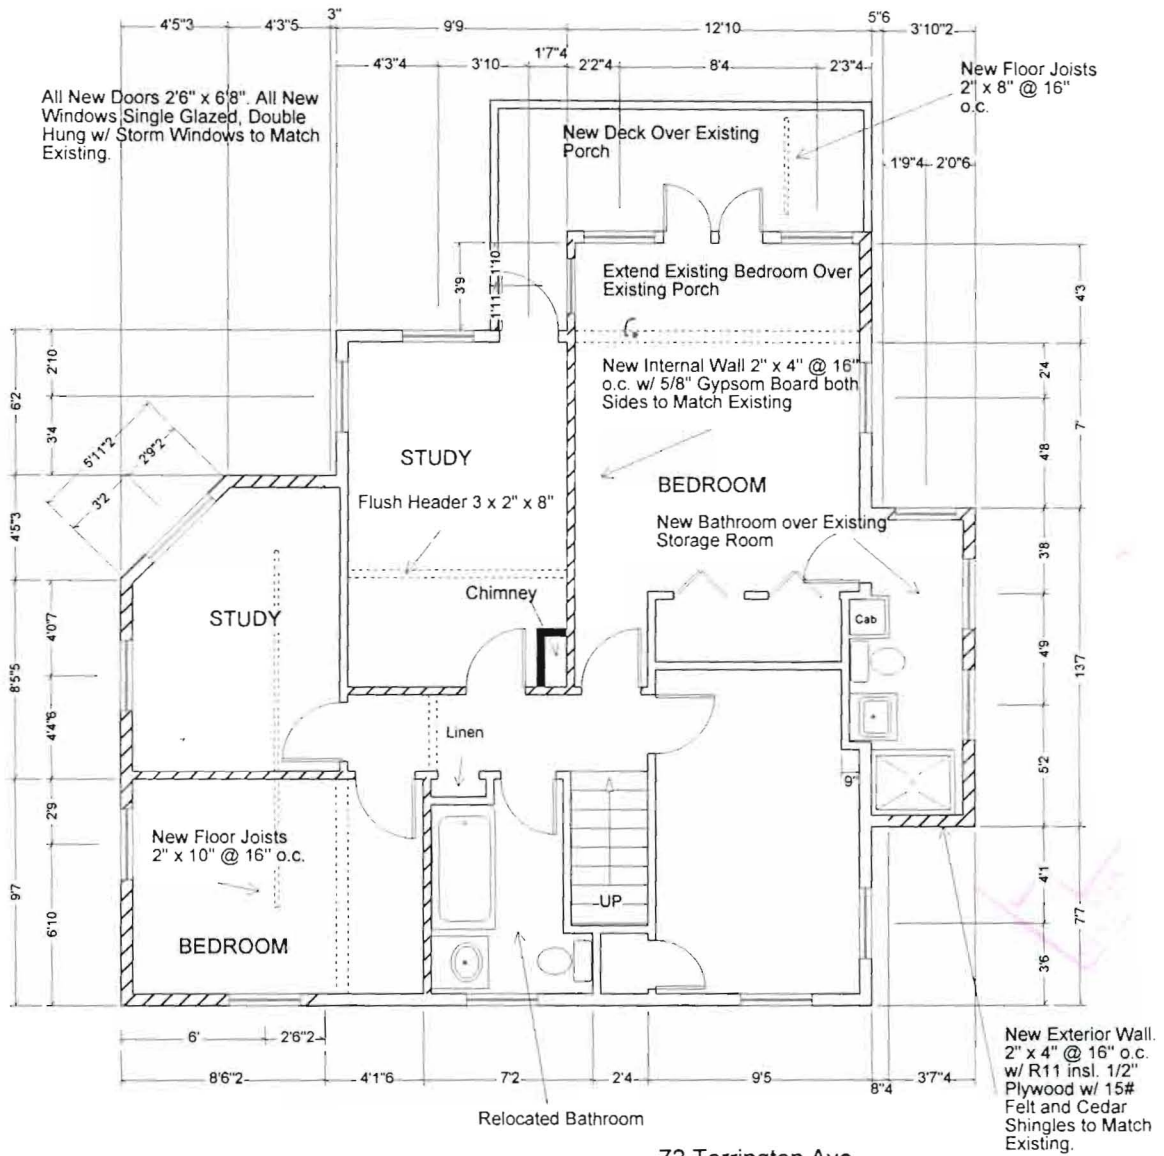 3"
5"6
4'5"3
4'3"5
9'9
12'10
3'10"2
1'7"4
4'3"4
3'10
2'2"4
8'4
2'3"4
New Floor Joists
2" x 8" @ 16"
o.c.
All New Doors 2'6" x 6'8". All New
Windows Single Glazed, Double
Hung w/ Storm Windows to Match
Existing.
New Deck Over Existing
Porch
1'9"4
2'0"6
3'9
1'10
1'11
Extend Existing Bedroom Over
Existing Porch
4'3
2'10
6'2
3'4
New Internal Wall 2" x 4" @ 16"
o.c. w/ 5/8" Gypsom Board both
Sides to Match Existing
2'4
7'
4'8
5'11"2
2'9"2
3'2
STUDY
BEDROOM
Flush Header 3 x 2" x 8"
New Bathroom over Existing
Storage Room
4'5"3
3'8
Chimney
STUDY
Cab
4'0"7
8'5"5
4'4"6
4'9
13'7
Linen
9"
5'2
2'9
New Floor Joists
2" x 10" @ 16" o.c.
9'7
6'10
UP
4'1
7'7
3'6
BEDROOM
6'
2'6"2
8'6"2
4'1"6
7'2
2'4
9'5
8"4
3'7"4
New Exterior Wall.
2" x 4" @ 16" o.c.
w/ R11 insl. 1/2"
Plywood w/ 15#
Felt and Cedar
Shingles to Match
Existing.
Relocated Bathroom
72 Torrington Ave